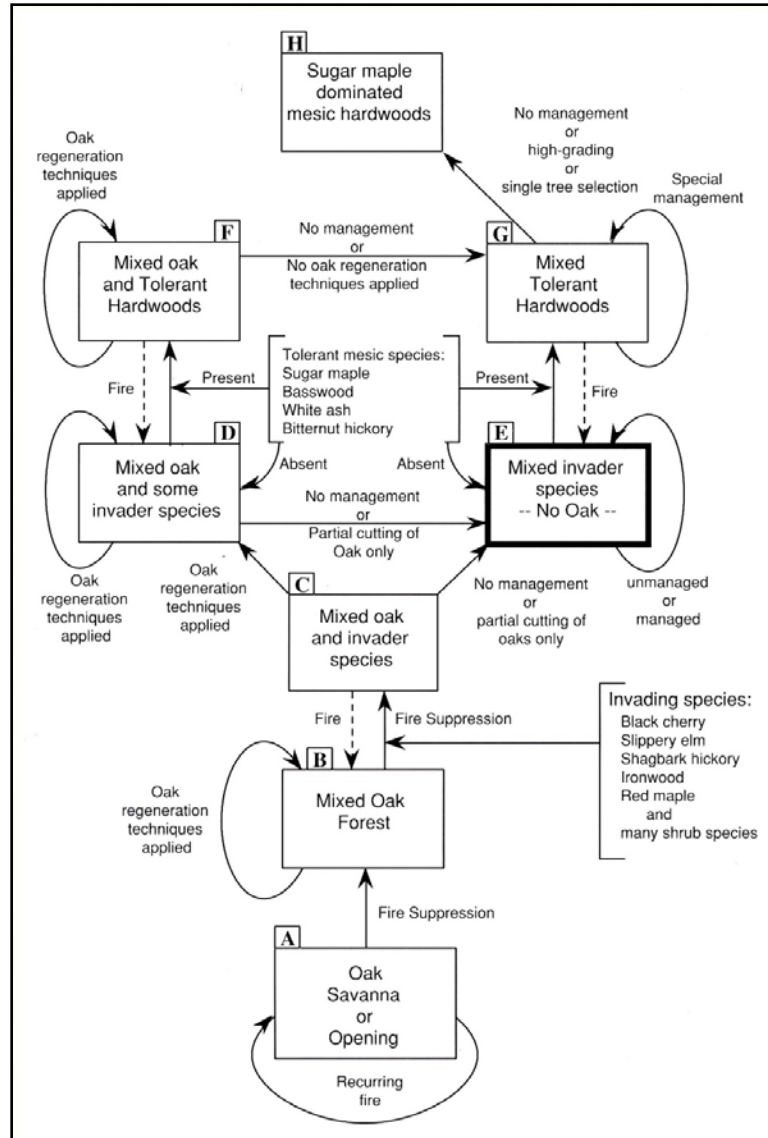 H
Sugar maple
dominated
mesic hardwoods
No management
or
high-grading
or
single tree selection
Oak
regeneration
techniques
applied
Special
management
F
Mixed oak
and Tolerant
Hardwoods
No management
or
No oak regeneration
techniques applied
G
Mixed
Tolerant
Hardwoods
Fire
Present
Tolerant mesic species:
Sugar maple
Basswood
White ash
Bitternut hickory
Present
Fire
D
Mixed oak
and some
invader species
Absent
Absent
E
Mixed invader
species
-- No Oak --
No management
or
Partial cutting of
Oak only
Oak
regeneration
techniques
applied
Oak
regeneration
techniques
applied
C
Mixed oak
and invader
species
No management
or
partial cutting of
oaks only
unmanaged
or
managed
Fire
Fire Suppression
Invading species:
Black cherry
Slippery elm
Shagbark hickory
Ironwood
Red maple
and
many shrub species
Oak
regeneration
techniques
applied
B
Mixed Oak
Forest
Fire Suppression
A
Oak
Savanna
or
Opening
Recurring
fire